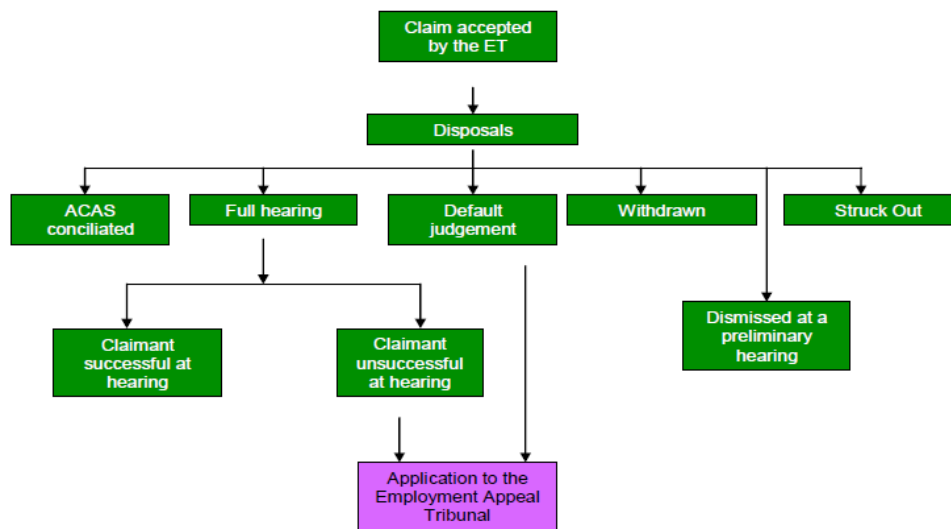 Claim accepted
by the ET
Disposals
ACAS
conciliated
Full hearing
Default
judgement
Withdrawn
Struck Out
Claimant
successful at
hearing
Claimant
unsuccessful
at hearing
Dismissed at a
preliminary
hearing
Application to the
Employment Appeal
Tribunal